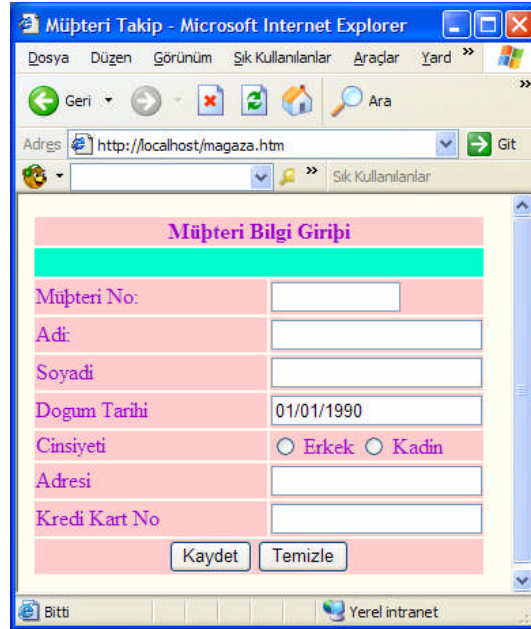 Müþteri Takip - Microsoft Internet Explorer
Dosya Düzen Görünüm Sık Kullanılanlar Araçlar Yard »
Geri Ara »
Adres http://localhost/magaza.htm Git
» Sık Kullanılanlar
Müþteri Bilgi Giriþi
Müþteri No:
Adi:
Soyadi
Dogum Tarihi 01/01/1990
Cinsiyeti Erkek Kadin
Adresi
Kredi Kart No
Kaydet Temizle
Bitti Yerel intranet